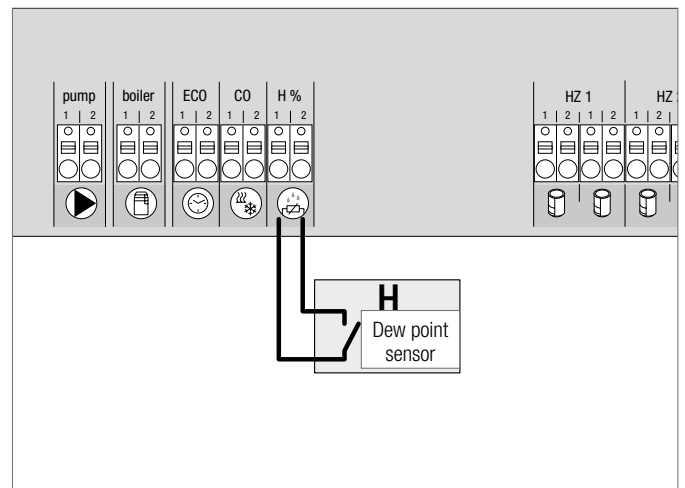 pump boiler ECO CO H % HZ 1 HZ
1 | 2 1 | 2 1 | 2 1 | 2 1 | 2 1 | 2 | 1 | 2 1 | 2 |
H
Dew point
sensor